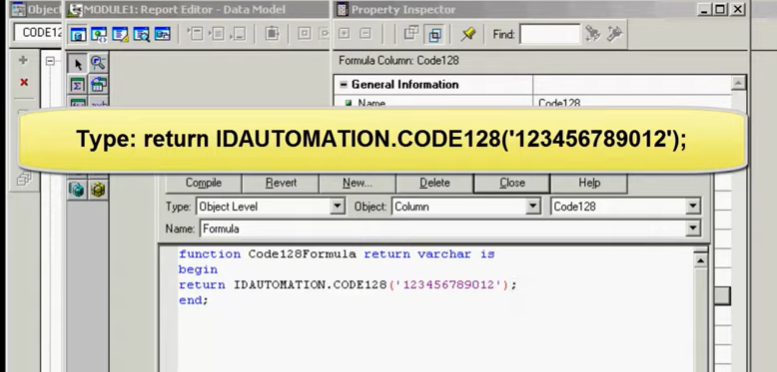 Object
MODULE1: Report Editor - Data Model
Property Inspector
CODE12
Find:
Formula Column: Code128
General Information
Name
Code128
Type: return IDAUTOMATION.CODE128('123456789012');
Compile Revert New... Delete Close Help
Type: Object Level Object: Column Code128
Name: Formula
function Code128Formula return varchar is
begin
return IDAUTOMATION.CODE128('123456789012');
end;